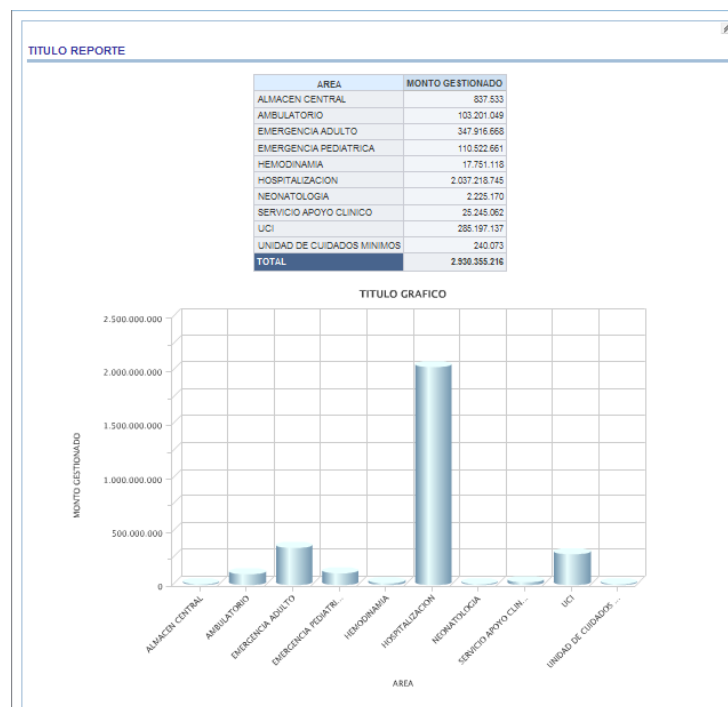 TITULO REPORTE
AREA MONTO GESTIONADO
ALMACEN CENTRAL 837.533
AMBULATORIO 103.201.049
EMERGENCIA ADULTO 347.916.668
EMERGENCIA PEDIATRICA 110.522.661
HEMODINAMIA 17.751.118
HOSPITALIZACION 2.037.218.745
NEONATOLOGIA 2.225.170
SERVICIO APOYO CLINICO 25.245.062
UCI 285.197.137
UNIDAD DE CUIDADOS MINIMOS 240.073
TOTAL 2.930.355.216
TITULO GRAFICO
2.500.000.000
2.000.000.000
1.500.000.000
1.000.000.000
500.000.000
0
MONTO GESTIONADO
ALMACEN CENTRAL
AMBULATORIO
EMERGENCIA ADULTO
EMERGENCIA PEDIATRI...
HEMODINAMIA
HOSPITALIZACION
NEONATOLOGIA
SERVICIO APOYO CLIN...
UCI
UNIDAD DE CUIDADOS ...
AREA